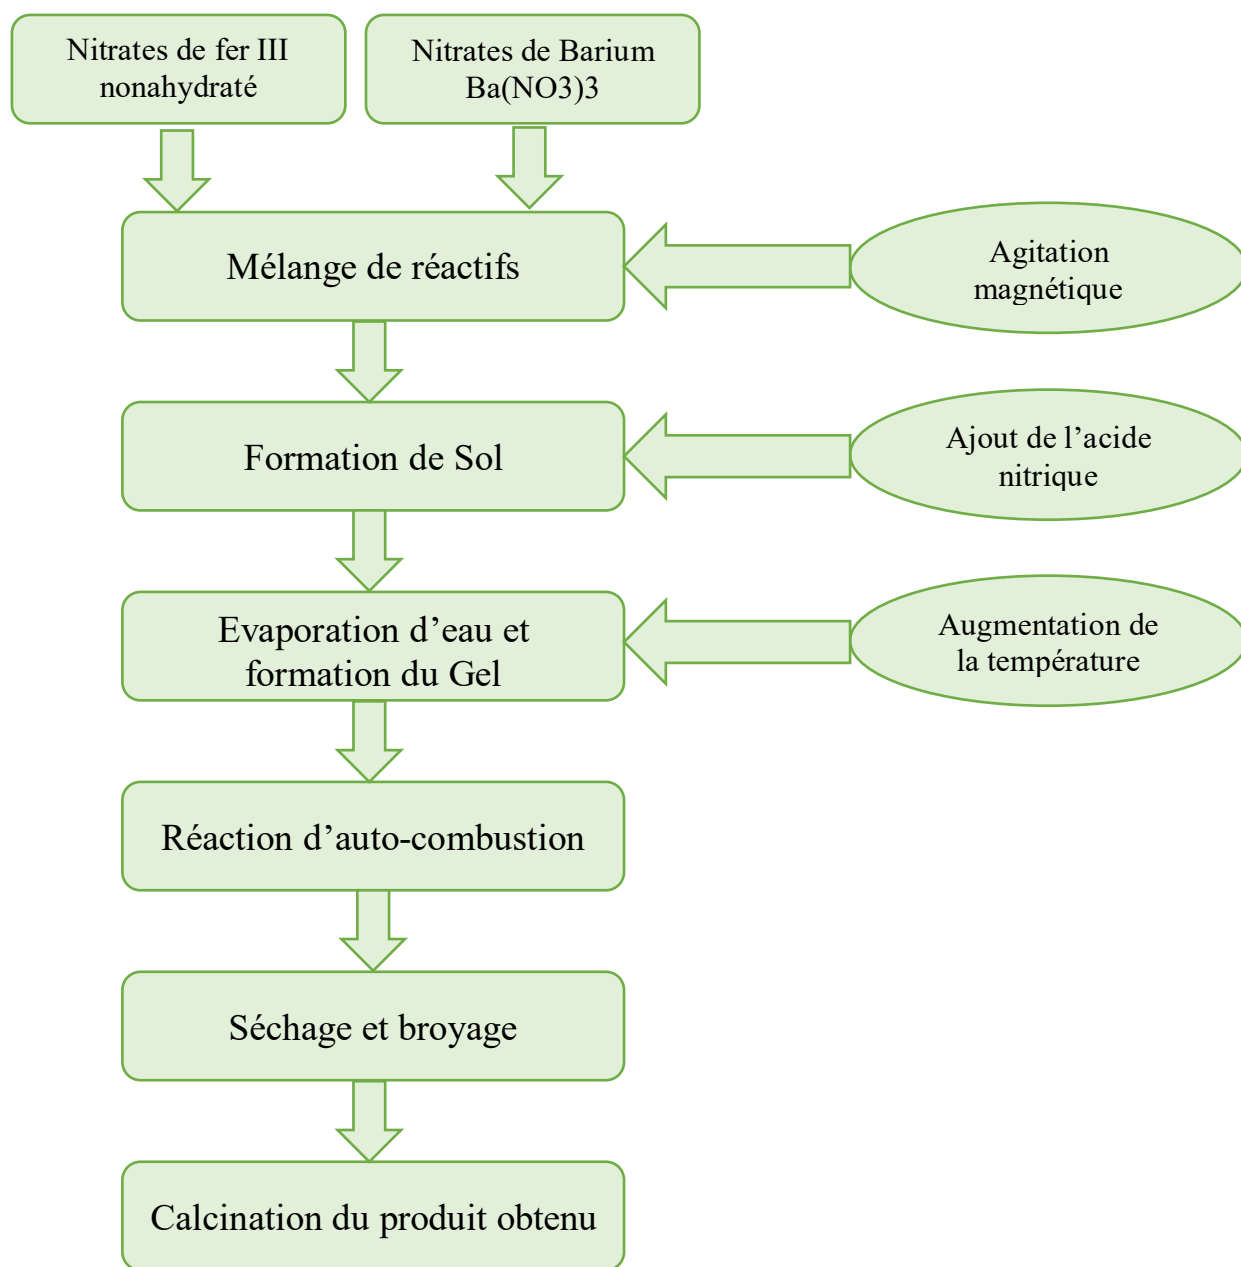 Nitrates de fer III
nonahydraté
Nitrates de Barium
Ba(NO3)3
Mélange de réactifs
Agitation
magnétique
Formation de Sol
Ajout de l’acide
nitrique
Evaporation d’eau et
formation du Gel
Augmentation de
la température
Réaction d’auto-combustion
Séchage et broyage
Calcination du produit obtenu